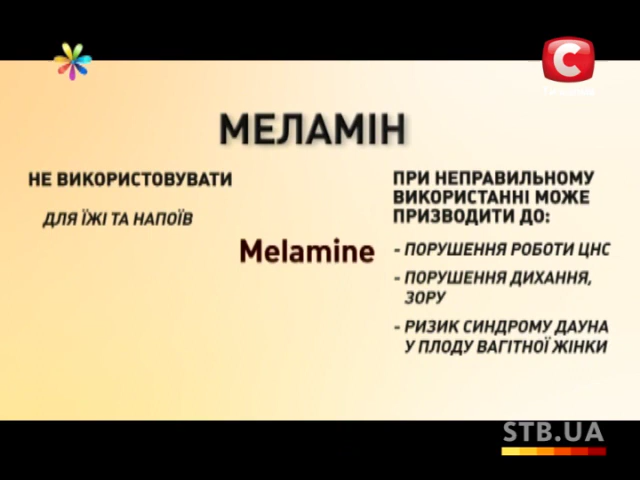 C
МЕЛАМІН
НЕ ВИКОРИСТОВУВАТИ
ДЛЯ ЇЖІ ТА НАПОЇВ
Melamine
ПРИ НЕПРАВИЛЬНОМУ
ВИКОРИСТАННІ МОЖЕ
ПРИЗВОДИТИ ДО:
- ПОРУШЕННЯ РОБОТИ ЦНС
- ПОРУШЕННЯ ДИХАННЯ,
ЗОРУ
- РИЗИК СИНДРОМУ ДАУНА
У ПЛОДУ ВАГІТНОЇ ЖІНКИ
STB.UA